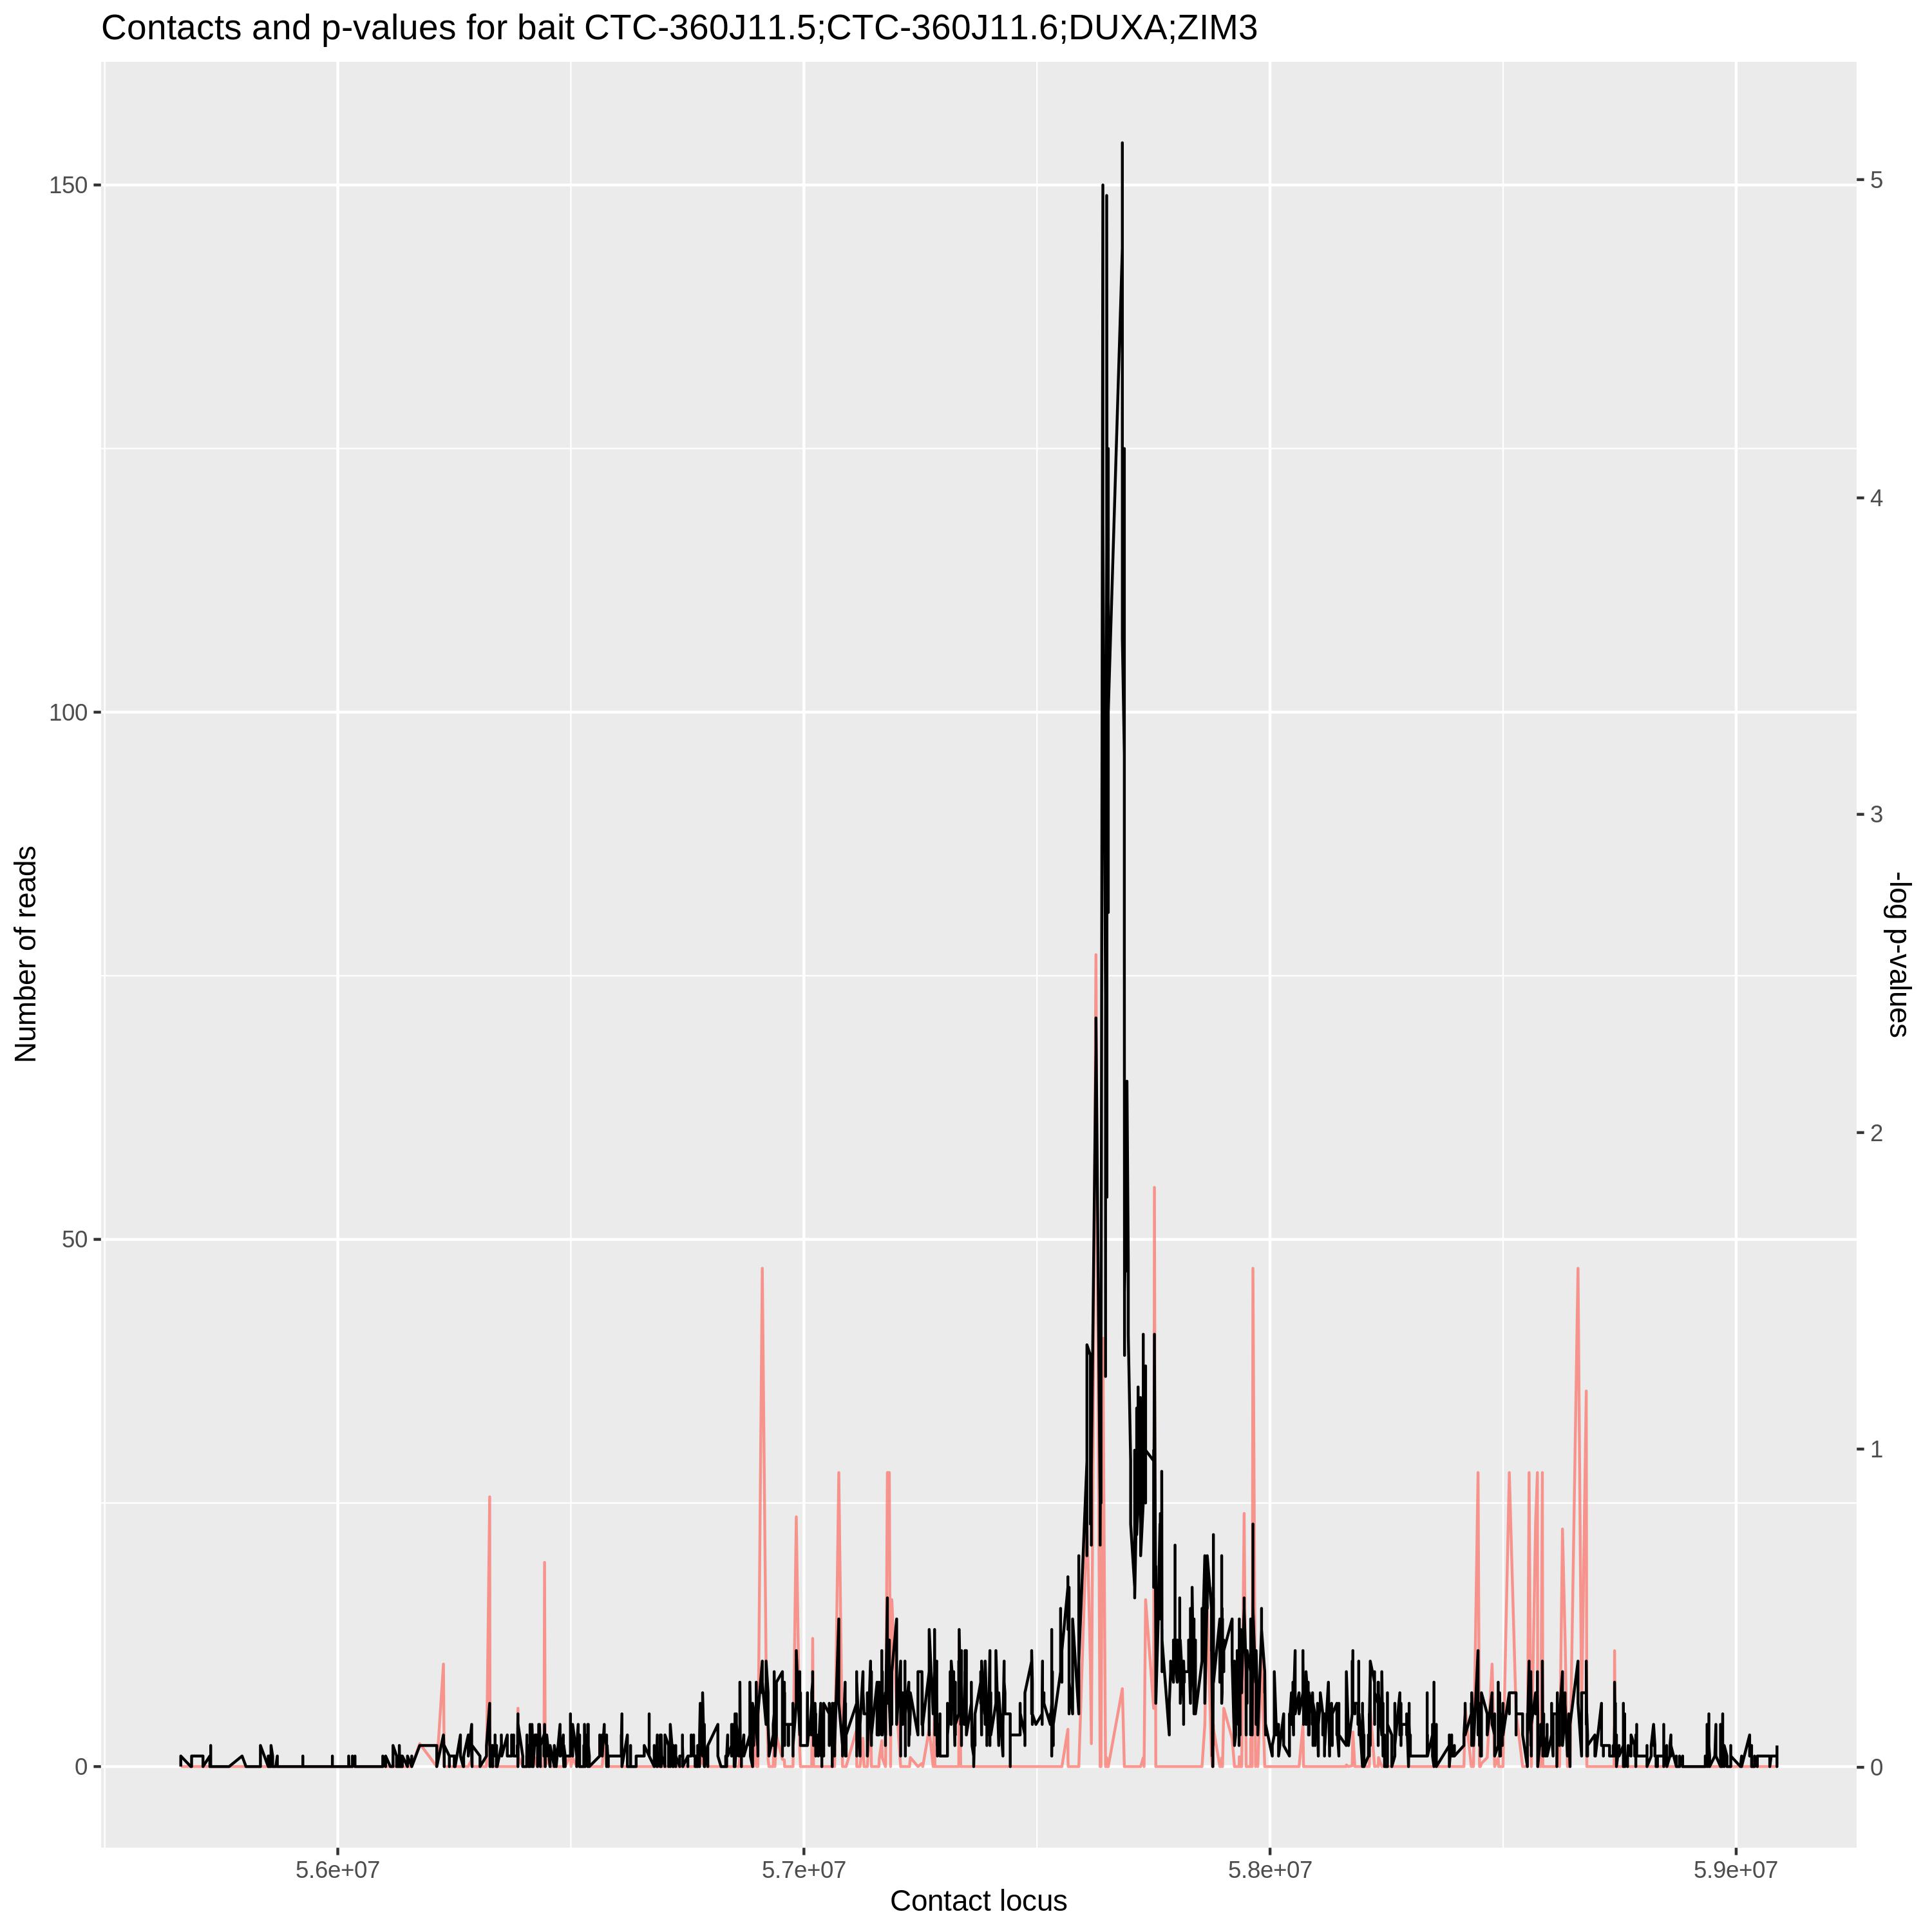 Contacts and p-values for bait CTC-360J11.5;CTC-360J11.6;DUXA;ZIM3
150
100
50
0
Number of reads
5
4
3
2
1
0
-log p-values
5.6e+07
5.7e+07
5.8e+07
5.9e+07
Contact locus